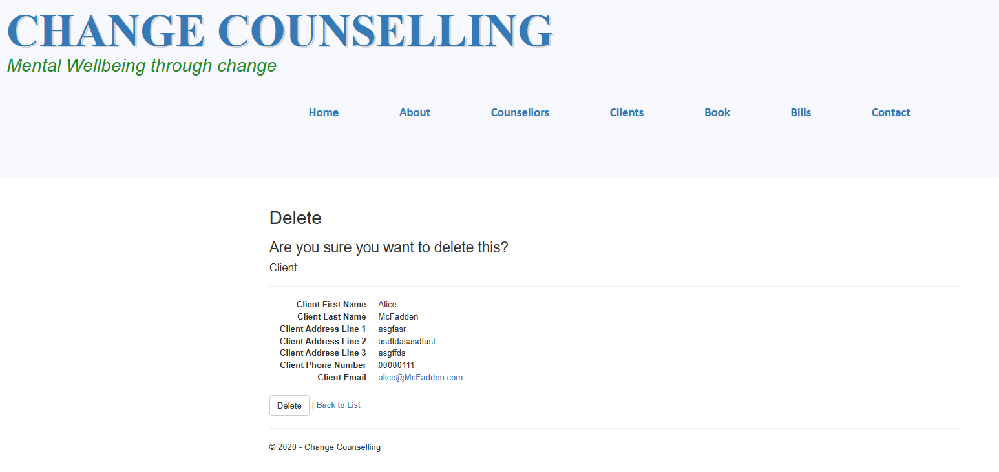 CHANGE COUNSELLING
Mental Wellbeing through change
Home About Counsellors Clients Book Bills Contact
Delete
Are you sure you want to delete this?
Client
Client First Name Alice
Client Last Name McFadden
Client Address Line 1 asgfasr
Client Address Line 2 asdfdasasdfasf
Client Address Line 3 asgffds
Client Phone Number 00000111
Client Email alice@McFadden.com
Delete | Back to List
© 2020 - Change Counselling